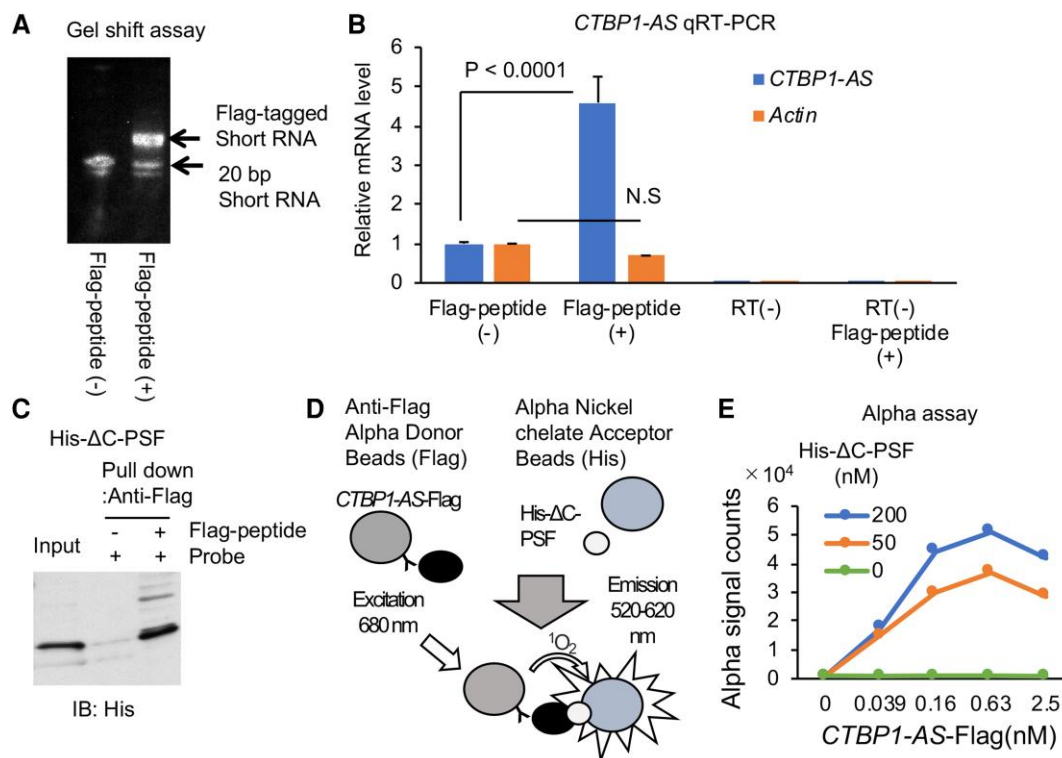 A
Gel shift assay
Flag-tagged
Short RNA
20 bp
Short RNA
Flag-peptide (-)
Flag-peptide (+)
B
CTBP1-AS qRT-PCR
Relative mRNA level
6
5
4
3
2
1
0
P < 0.0001
N.S
CTBP1-AS
Actin
Flag-peptide
(-)
Flag-peptide
(+)
RT(-)
RT(-)
Flag-peptide
(+)
C
His-ΔC-PSF
Pull down
:Anti-Flag
- + Flag-peptide
Input + + Probe
IB: His
D
Anti-Flag
Alpha Donor
Beads (Flag)
Alpha Nickel
chelate Acceptor
Beads (His)
CTBP1-AS-Flag
His-ΔC-
PSF
Excitation
680 nm
Emission
520-620
nm
¹O₂
E
Alpha assay
His-ΔC-PSF
(nM)
× 10⁴
200
50
0
Alpha signal counts
7
6
5
4
3
2
1
0
0 0.039 0.16 0.63 2.5
CTBP1-AS-Flag(nM)